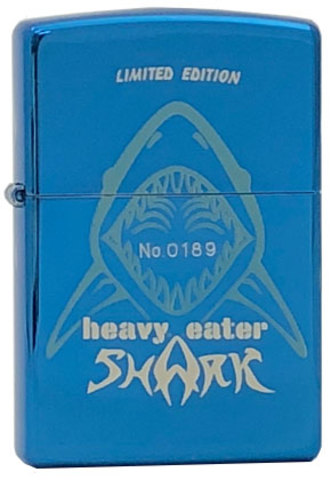 LIMITED EDITION
No.0189
heavy eater
SHARK